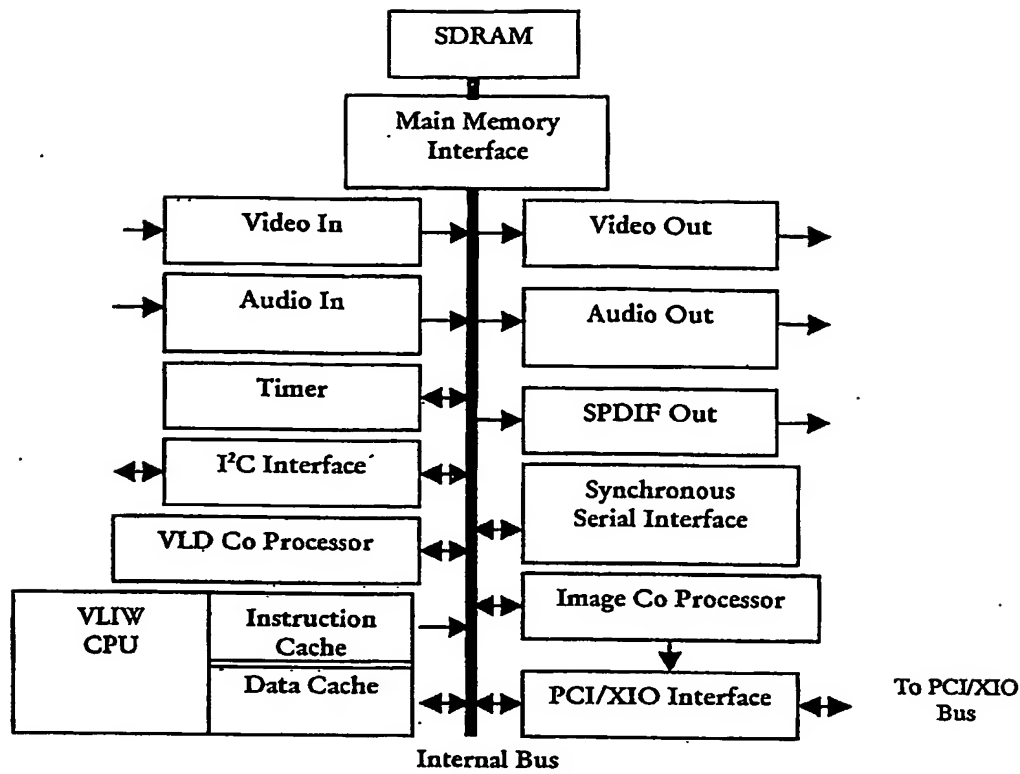 SDRAM
Main Memory
Interface
Video In
Video Out
Audio In
Audio Out
Timer
SPDIF Out
I²C Interface
Synchronous
Serial Interface
VLD Co Processor
Image Co Processor
VLIW
CPU
Instruction
Cache
Data Cache
PCI/XIO Interface
To PCI/XIO
Bus
Internal Bus